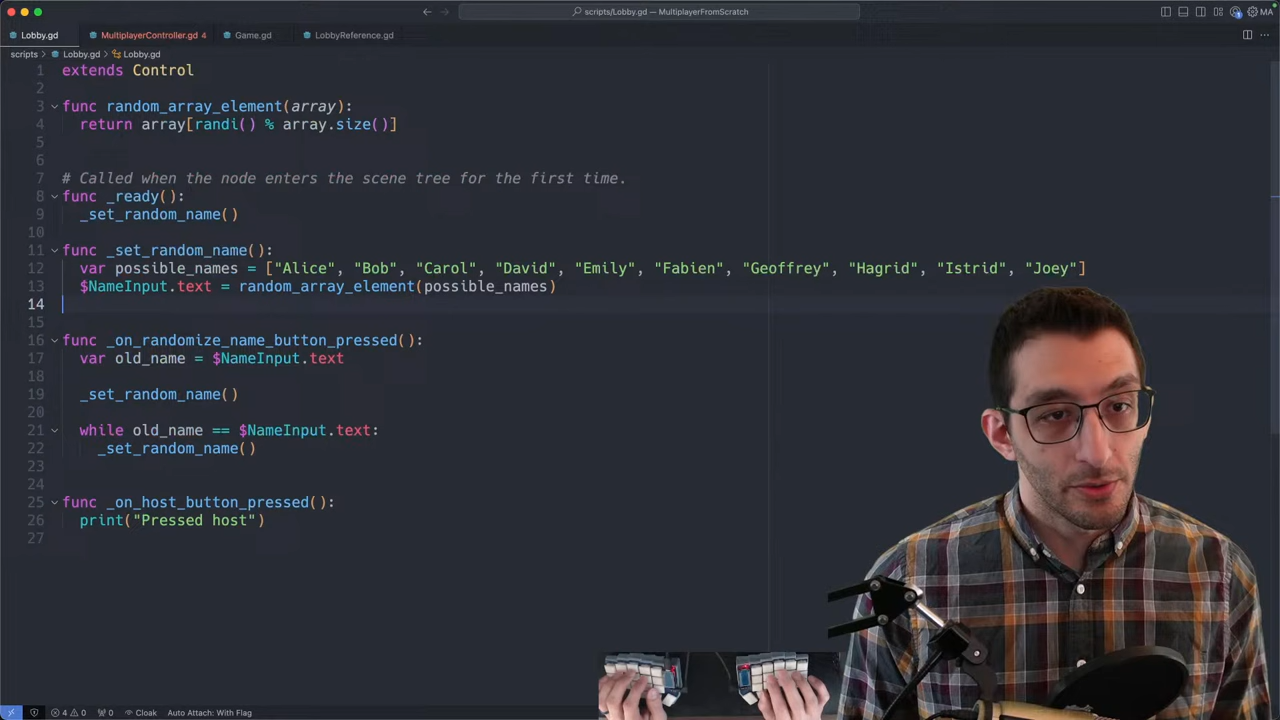 scripts/Lobby.gd — MultiplayerFromScratch
MA
Lobby.gd
MultiplayerController.gd 4
Game.gd
LobbyReference.gd
scripts > Lobby.gd > Lobby.gd
1 extends Control
2
3 func random_array_element(array):
4 return array[randi() % array.size()]
5
6
7 # Called when the node enters the scene tree for the first time.
8 func _ready():
9 _set_random_name()
10
11 func _set_random_name():
12 var possible_names = ["Alice", "Bob", "Carol", "David", "Emily", "Fabien", "Geoffrey", "Hagrid", "Istrid", "Joey"]
13 $NameInput.text = random_array_element(possible_names)
14
15
16 func _on_randomize_name_button_pressed():
17 var old_name = $NameInput.text
18
19 _set_random_name()
20
21 while old_name == $NameInput.text:
22 _set_random_name()
23
24
25 func _on_host_button_pressed():
26 print("Pressed host")
27
4 0 0 Cloak Auto Attach: With Flag